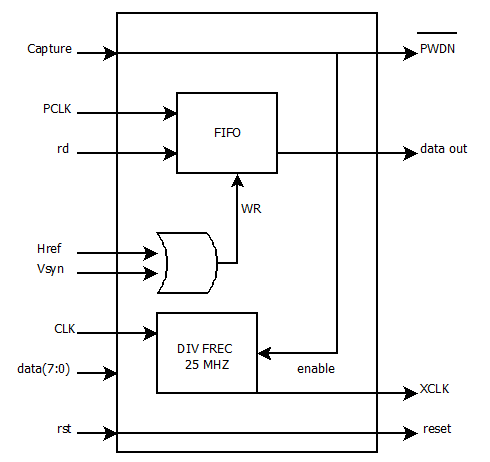 Capture
PWDN
PCLK
FIFO
rd
data out
WR
Href
Vsyn
CLK
DIV FREC
25 MHZ
enable
data(7:0)
XCLK
rst
reset